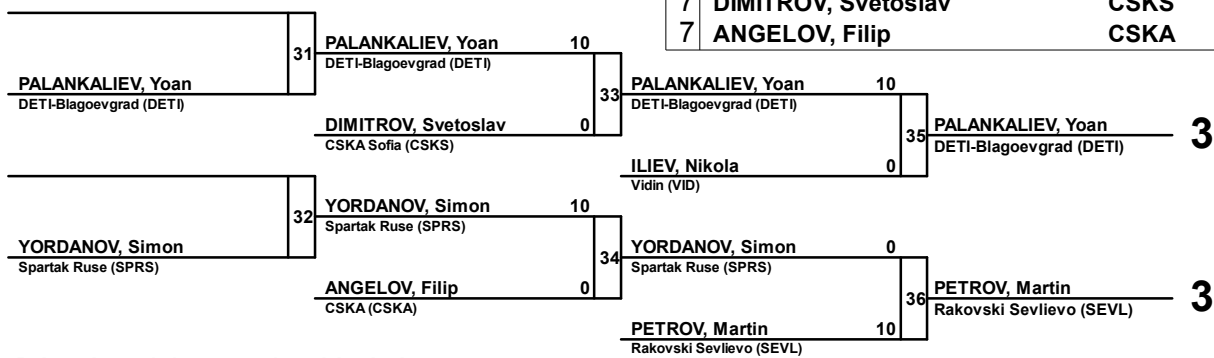 7 DIMITROV, Svetoslav CSKS
7 ANGELOV, Filip CSKA
31
PALANKALIEV, Yoan 10
DETI-Blagoevgrad (DETI)
PALANKALIEV, Yoan
DETI-Blagoevgrad (DETI)
33
PALANKALIEV, Yoan 10
DETI-Blagoevgrad (DETI)
DIMITROV, Svetoslav 0
CSKA Sofia (CSKS)
35
PALANKALIEV, Yoan
DETI-Blagoevgrad (DETI)
3
ILIEV, Nikola 0
Vidin (VID)
32
YORDANOV, Simon 10
Spartak Ruse (SPRS)
YORDANOV, Simon
Spartak Ruse (SPRS)
34
YORDANOV, Simon 0
Spartak Ruse (SPRS)
ANGELOV, Filip 0
CSKA (CSKA)
36
PETROV, Martin
Rakovski Sevlievo (SEVL)
3
PETROV, Martin 10
Rakovski Sevlievo (SEVL)